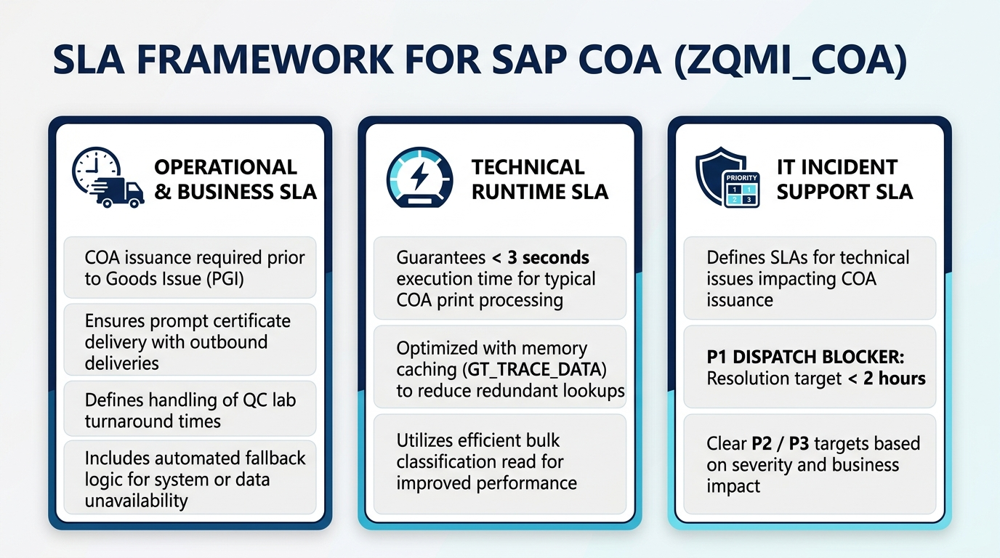 SLA FRAMEWORK FOR SAP COA (ZQMI_COA)
OPERATIONAL
& BUSINESS SLA
COA issuance required prior
to Goods Issue (PGI)
Ensures prompt certificate
delivery with outbound
deliveries
Defines handling of QC lab
turnaround times
Includes automated fallback
logic for system or data
unavailability
TECHNICAL
RUNTIME SLA
Guarantees < 3 seconds
execution time for typical
COA print processing
Optimized with memory
caching (GT_TRACE_DATA)
to reduce redundant lookups
Utilizes efficient bulk
classification read for
improved performance
PRIORITY
1 1
2 3
IT INCIDENT
SUPPORT SLA
Defines SLAs for technical
issues impacting COA
issuance
P1 DISPATCH BLOCKER:
Resolution target < 2 hours
Clear P2 / P3 targets based
on severity and business
impact